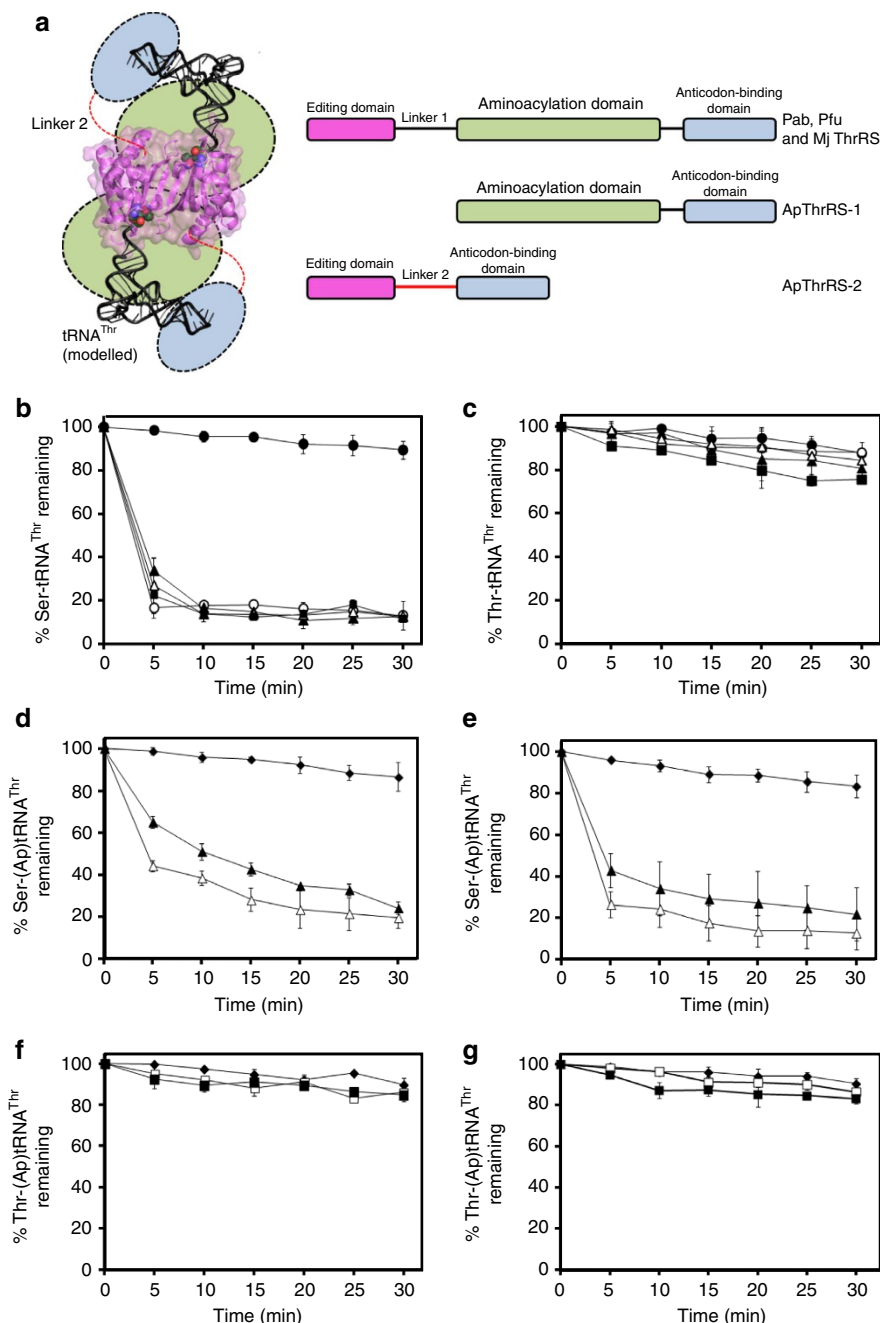 a
Linker 2
tRNA^Thr
(modelled)
Editing domain
Linker 1
Aminoacylation domain
Anticodon-binding
domain
Pab, Pfu
and Mj ThrRS
Aminoacylation domain
Anticodon-binding
domain
ApThrRS-1
Editing domain
Linker 2
Anticodon-binding
domain
ApThrRS-2
b
% Ser-tRNA^Thr remaining
100
80
60
40
20
0
0 5 10 15 20 25 30
Time (min)
c
% Thr-tRNA^Thr remaining
100
80
60
40
20
0
0 5 10 15 20 25 30
Time (min)
d
% Ser-(Ap)tRNA^Thr
remaining
100
80
60
40
20
0
0 5 10 15 20 25 30
Time (min)
e
% Ser-(Ap)tRNA^Thr
remaining
100
80
60
40
20
0
0 5 10 15 20 25 30
Time (min)
f
% Thr-(Ap)tRNA^Thr
remaining
100
80
60
40
20
0
0 5 10 15 20 25 30
Time (min)
g
% Thr-(Ap)tRNA^Thr
remaining
100
80
60
40
20
0
0 5 10 15 20 25 30
Time (min)